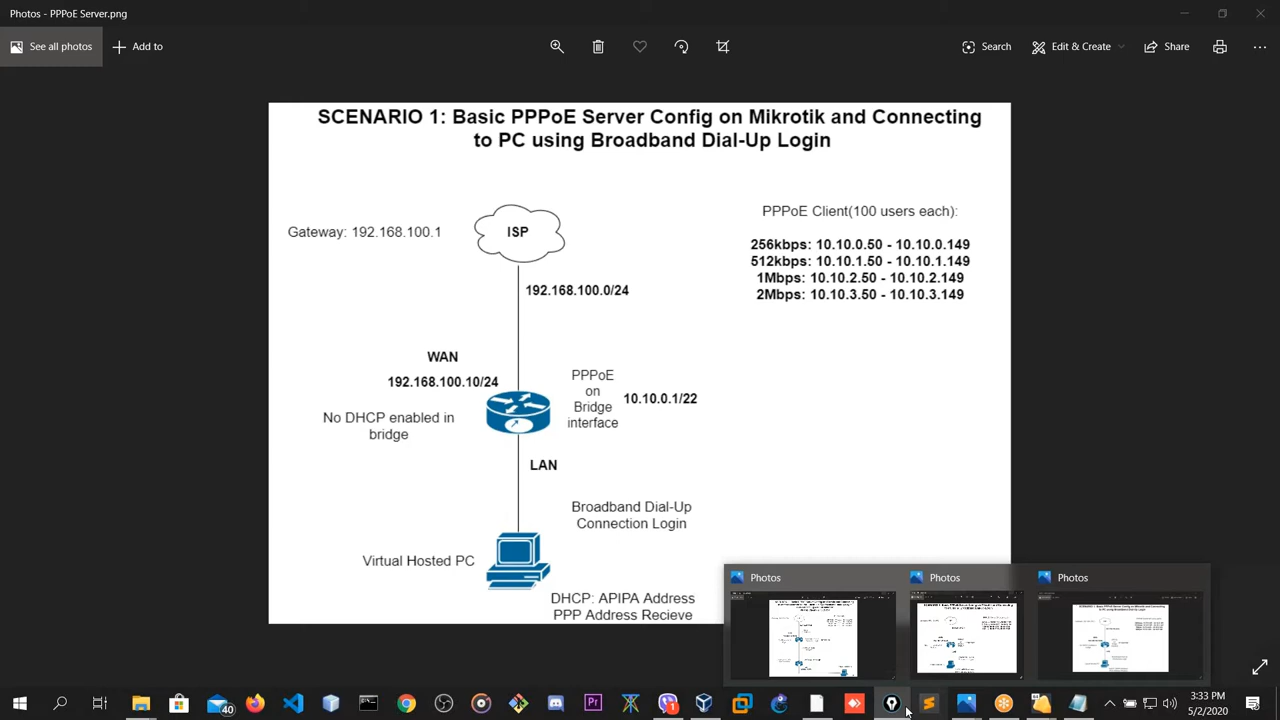 Photos - PPPoE Server.png
See all photos
Add to
Search
Edit & Create
Share
SCENARIO 1: Basic PPPoE Server Config on Mikrotik and Connecting
to PC using Broadband Dial-Up Login
PPPoE Client(100 users each):
Gateway: 192.168.100.1
ISP
256kbps: 10.10.0.50 - 10.10.0.149
512kbps: 10.10.1.50 - 10.10.1.149
1Mbps: 10.10.2.50 - 10.10.2.149
2Mbps: 10.10.3.50 - 10.10.3.149
192.168.100.0/24
WAN
192.168.100.10/24
PPPoE
on
Bridge
interface
10.10.0.1/22
No DHCP enabled in
bridge
LAN
Broadband Dial-Up
Connection Login
Virtual Hosted PC
DHCP: APIPA Address
PPP Address Recieve
Photos
Photos
Photos
40
Pr
3:33 PM
5/2/2020